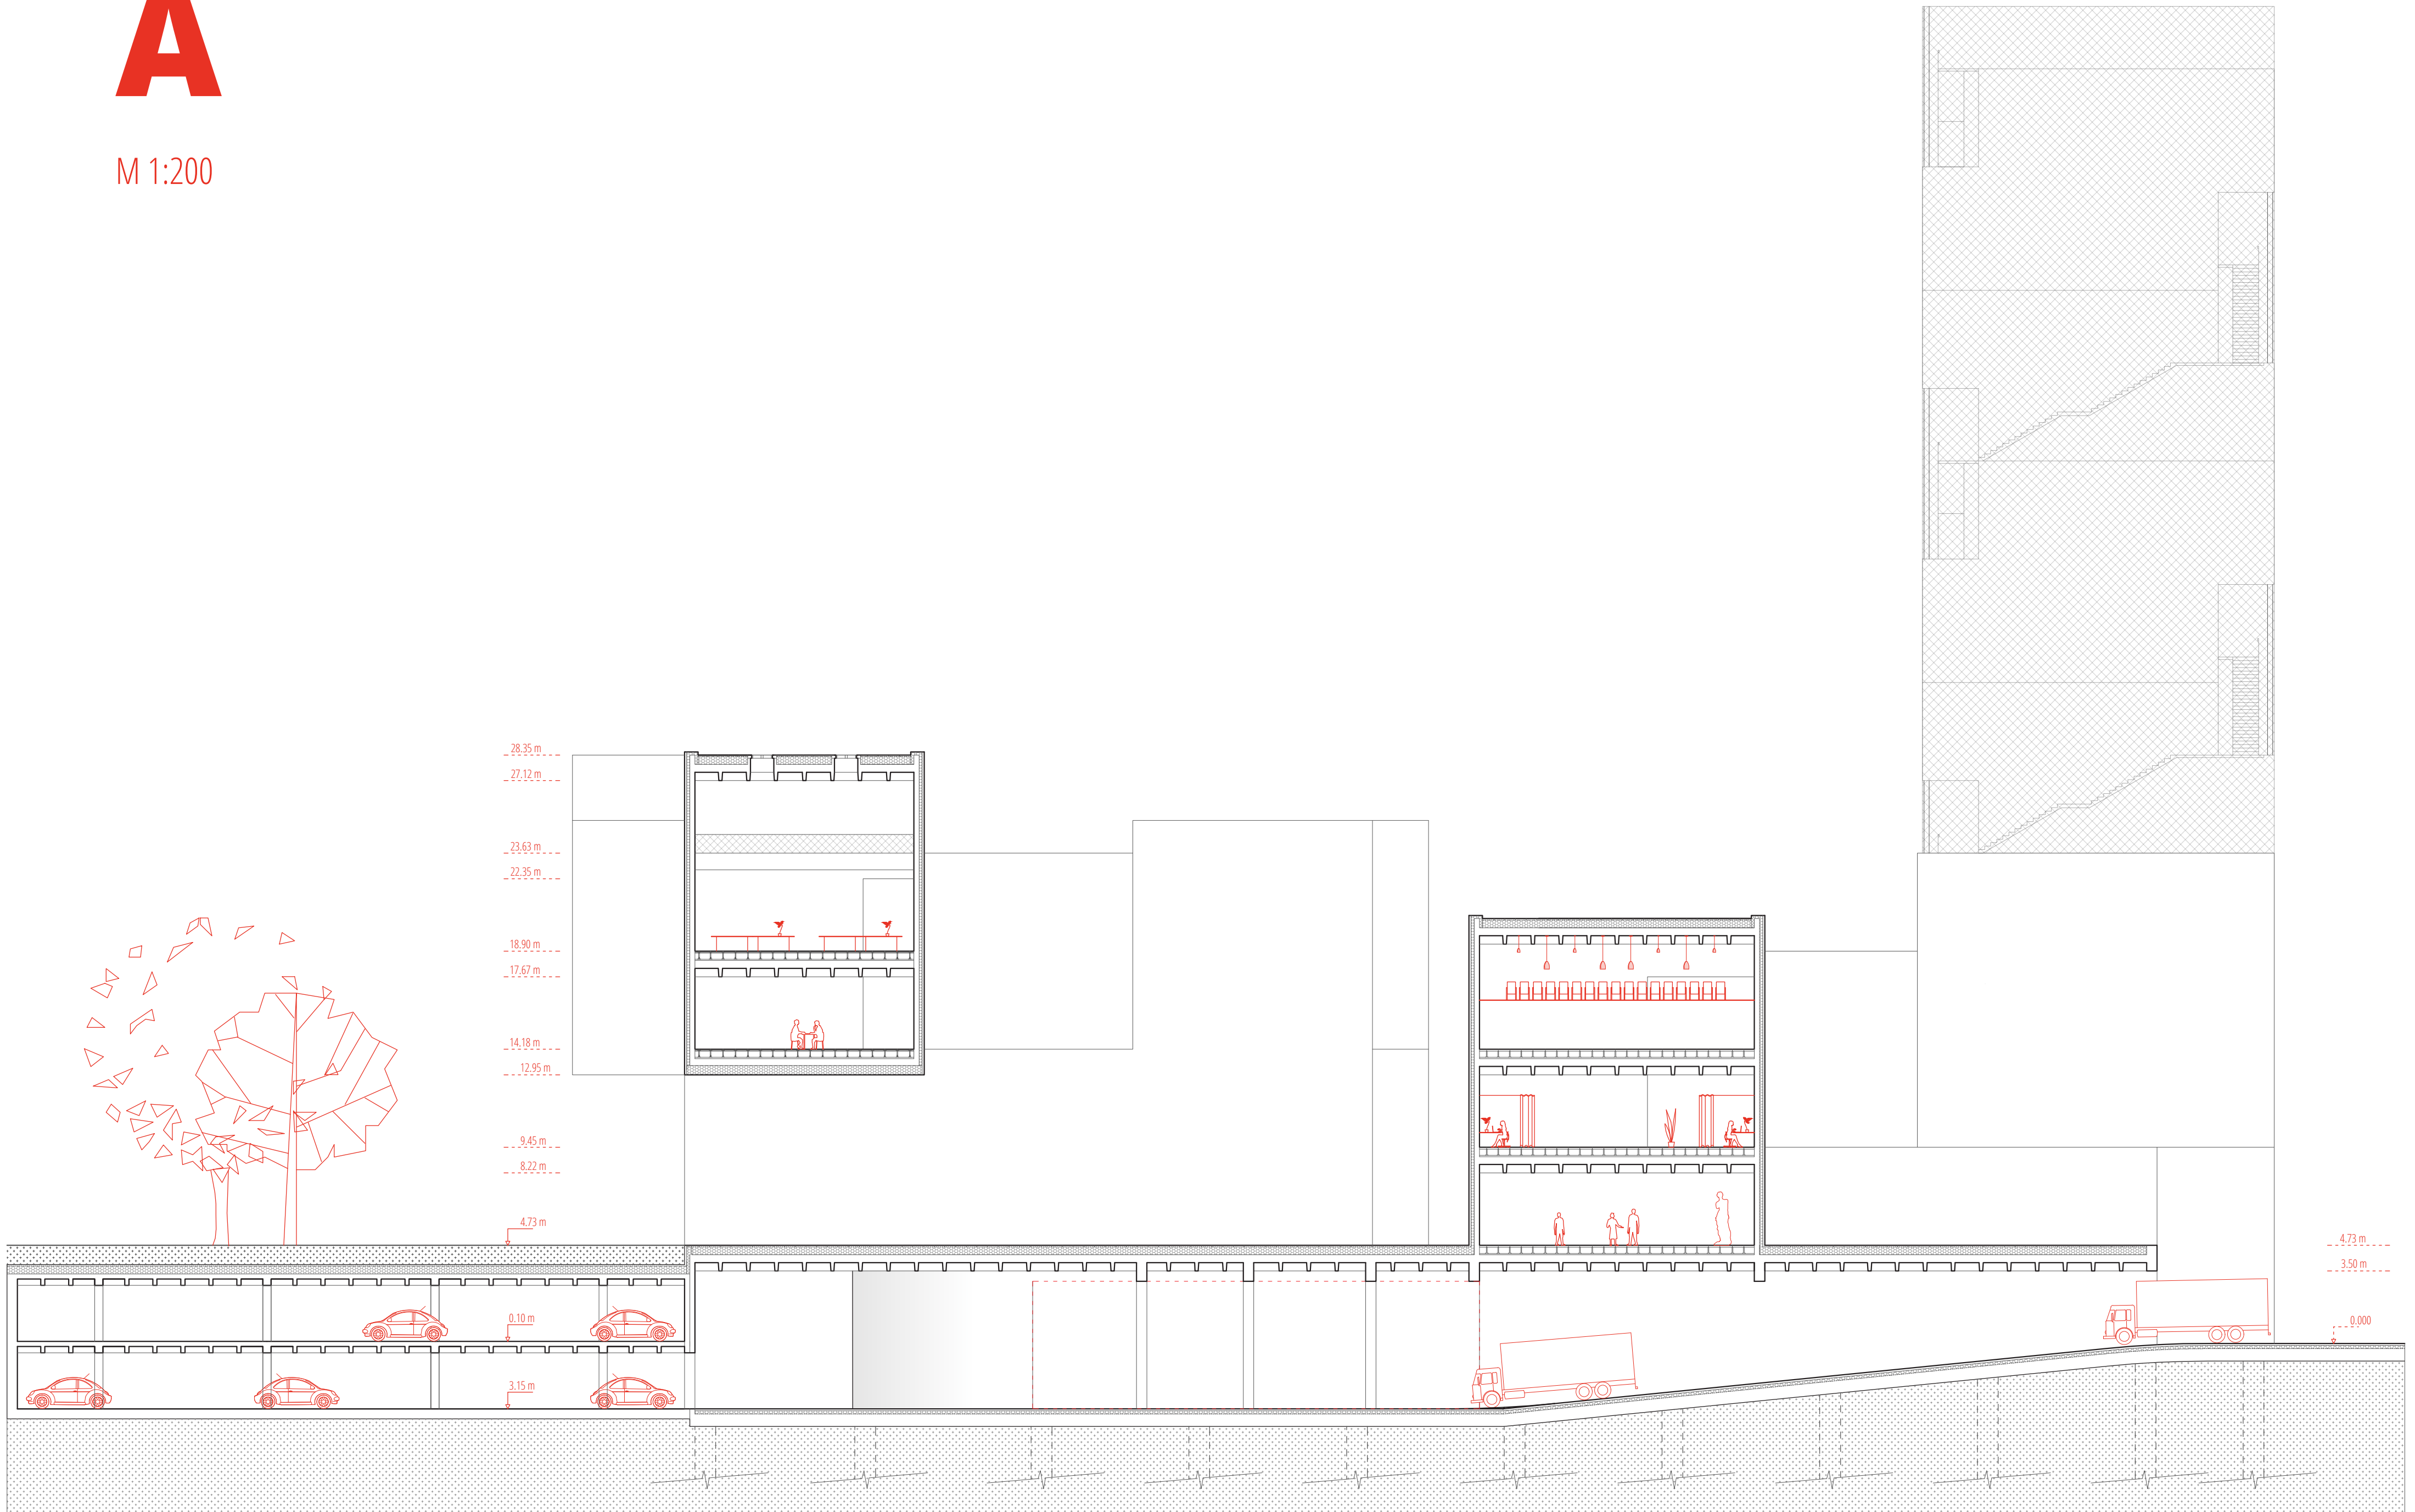 A
M 1:200
28.35 m
27.12 m
23.63 m
22.35 m
18.90 m
17.67 m
14.18 m
12.95 m
9.45 m
8.22 m
4.73 m
4.73 m
3.50 m
0.10 m
0,000
3.15 m